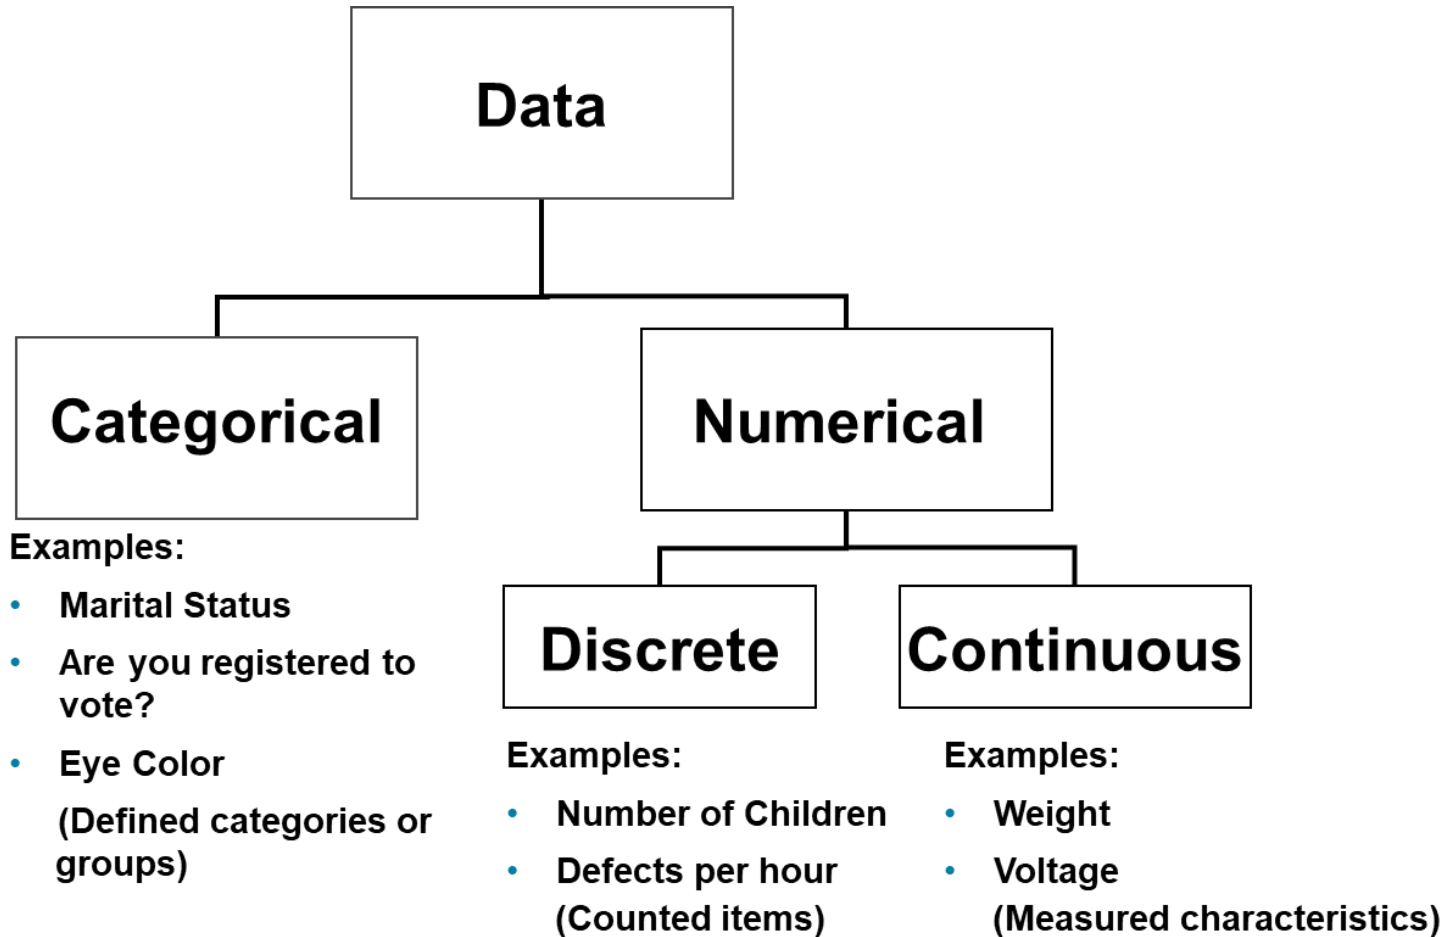 Data
Categorical
Numerical
Examples:
• Marital Status
• Are you registered to
vote?
• Eye Color
(Defined categories or
groups)
Discrete
Continuous
Examples:
• Number of Children
• Defects per hour
(Counted items)
Examples:
• Weight
• Voltage
(Measured characteristics)